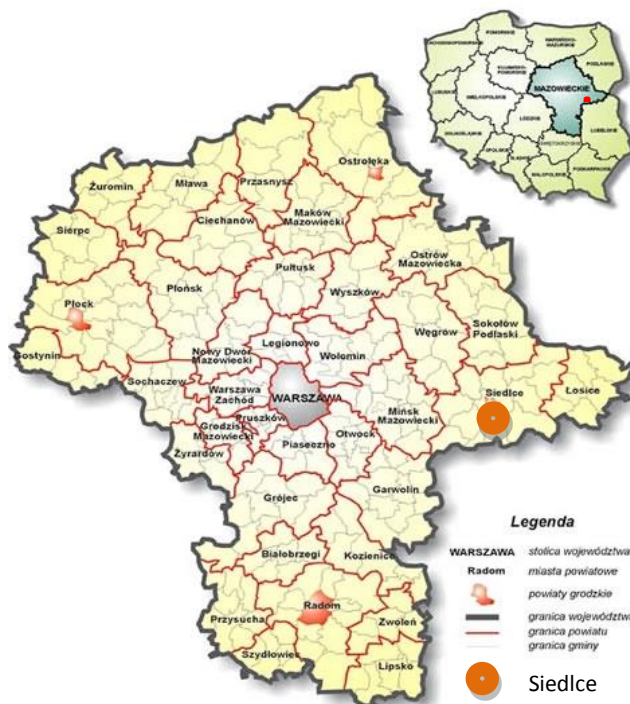 POMORSKIE
WARMIŃSKO-
MAZURSKIE
ZACHODNIOPOMORSKIE
PODLASKIE
KUJAWSKO-
POMORSKIE
MAZOWIECKIE
LUBUSKIE
WIELKOPOLSKIE
ŁÓDZKIE
LUBELSKIE
DOLNOŚLĄSKIE
ŚWIĘTOKRZYSKIE
OPOLSKIE
ŚLĄSKIE
PODKARPACKIE
MAŁOPOLSKIE
Ostrołęka
Żuromin
Mława
Przasnysz
Ciechanów
Maków
Mazowiecki
Sierpc
Ostrów
Mazowiecka
Pułtusk
Płońsk
Wyszków
Płock
Węgrów
Sokołów
Podlaski
Legionowo
Gostynin
Nowy Dwór
Mazowiecki
Wołomin
Sochaczew
Siedlce
Łosice
Warszawa
Zachód
WARSZAWA
Mińsk
Mazowiecki
Pruszków
Grodzisk
Mazowiecki
Otwock
Piaseczno
Żyrardów
Garwolin
Grójec
Białobrzegi
Kozienice
Radom
Przysucha
Zwoleń
Szydłowiec
Lipsko
Legenda
WARSZAWA stolica województwa
Radom miasta powiatowe
powiaty grodzkie
granica województwa
granica powiatu
granica gminy
Siedlce